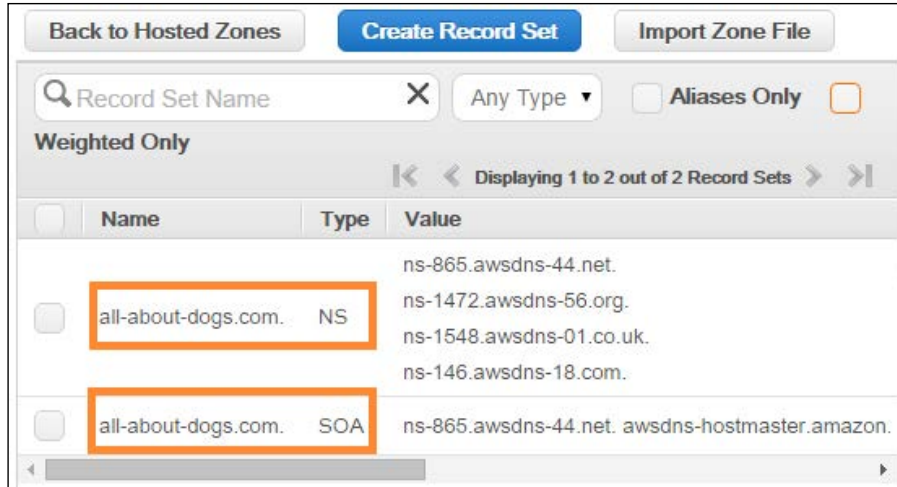 Back to Hosted Zones Create Record Set Import Zone File
Record Set Name Any Type Aliases Only
Weighted Only
Displaying 1 to 2 out of 2 Record Sets
Name Type Value
ns-865.awsdns-44.net.
all-about-dogs.com. NS ns-1472.awsdns-56.org.
ns-1548.awsdns-01.co.uk.
ns-146.awsdns-18.com.
all-about-dogs.com. SOA ns-865.awsdns-44.net. awsdns-hostmaster.amazon.